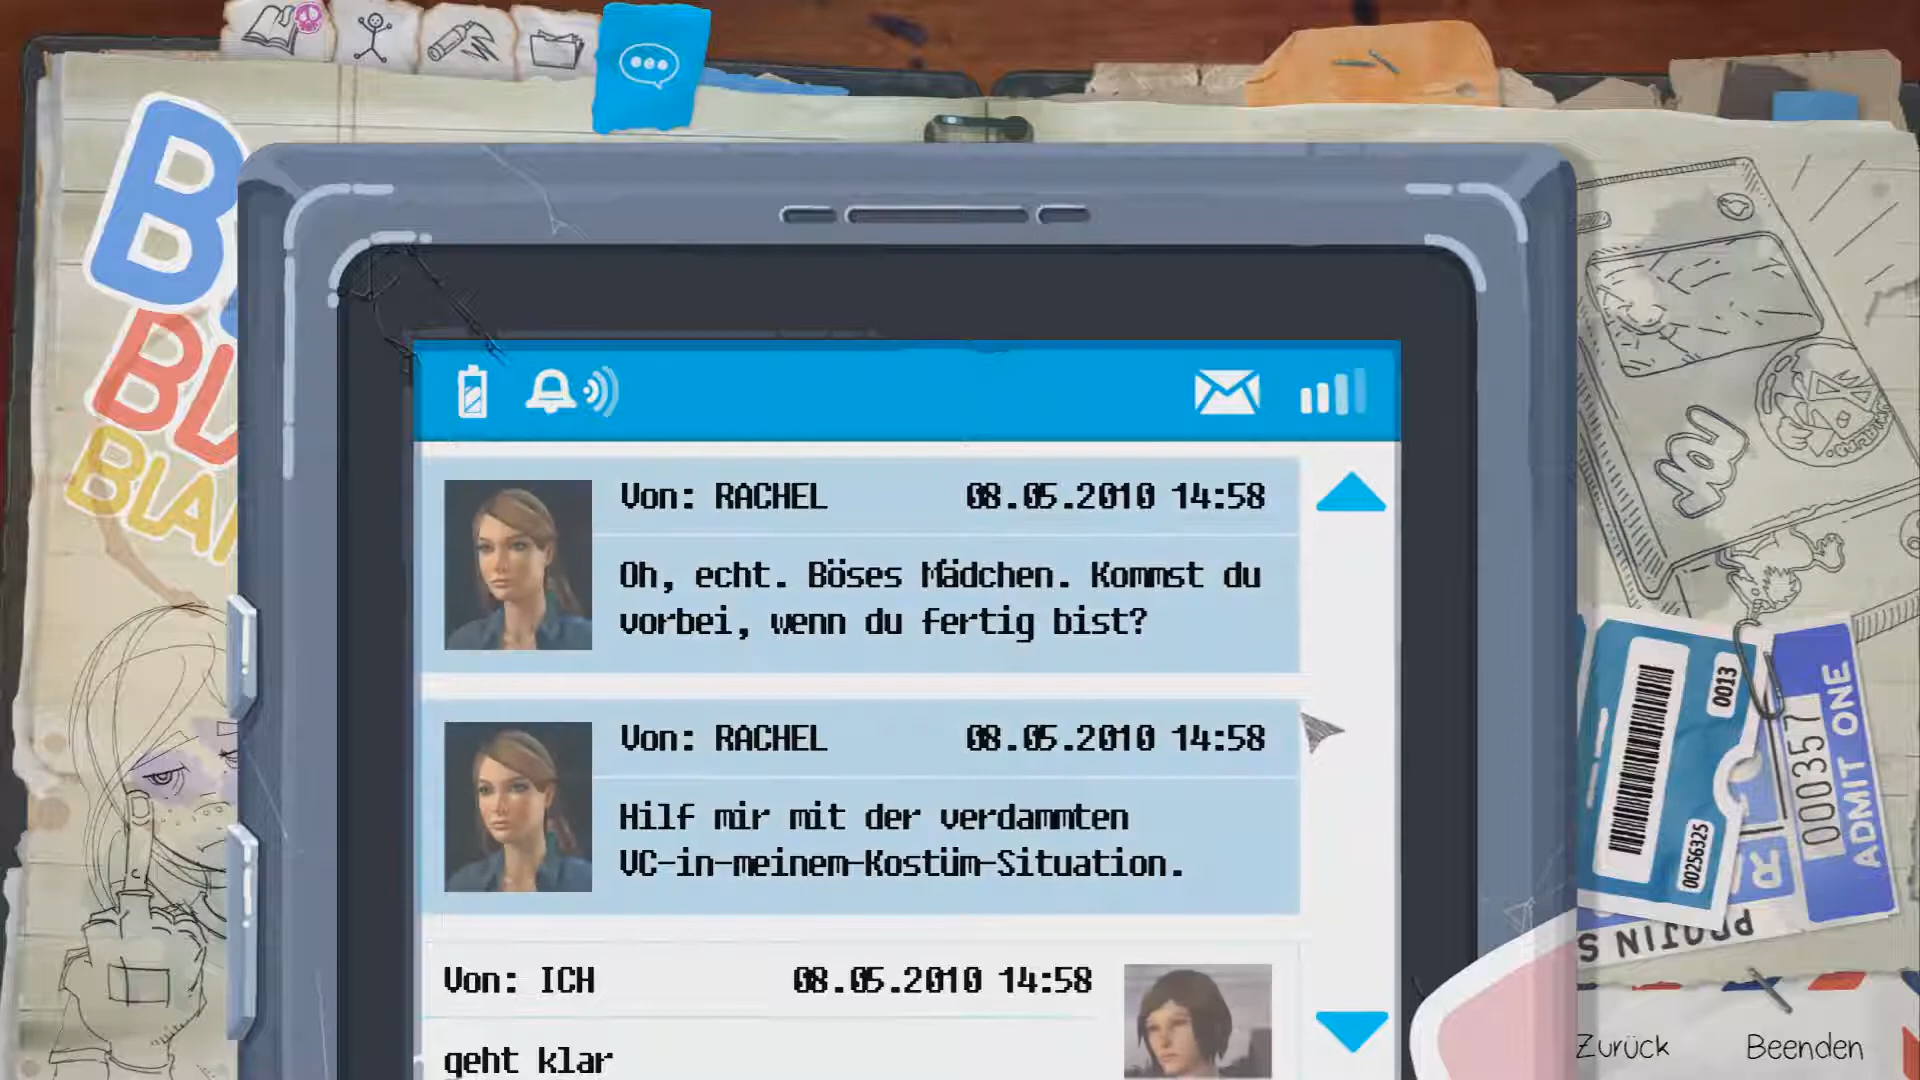 Von: RACHEL 08.05.2010 14:58
Oh, echt. Böses Mädchen. Kommst du
vorbei, wenn du fertig bist?
Von: RACHEL 08.05.2010 14:58
Hilf mir mit der verdammten
VC-in-meinem-Kostüm-Situation.
Von: ICH 08.05.2010 14:58
geht klar
0013
00256325
000357
ADMIT ONE
Zurück
Beenden